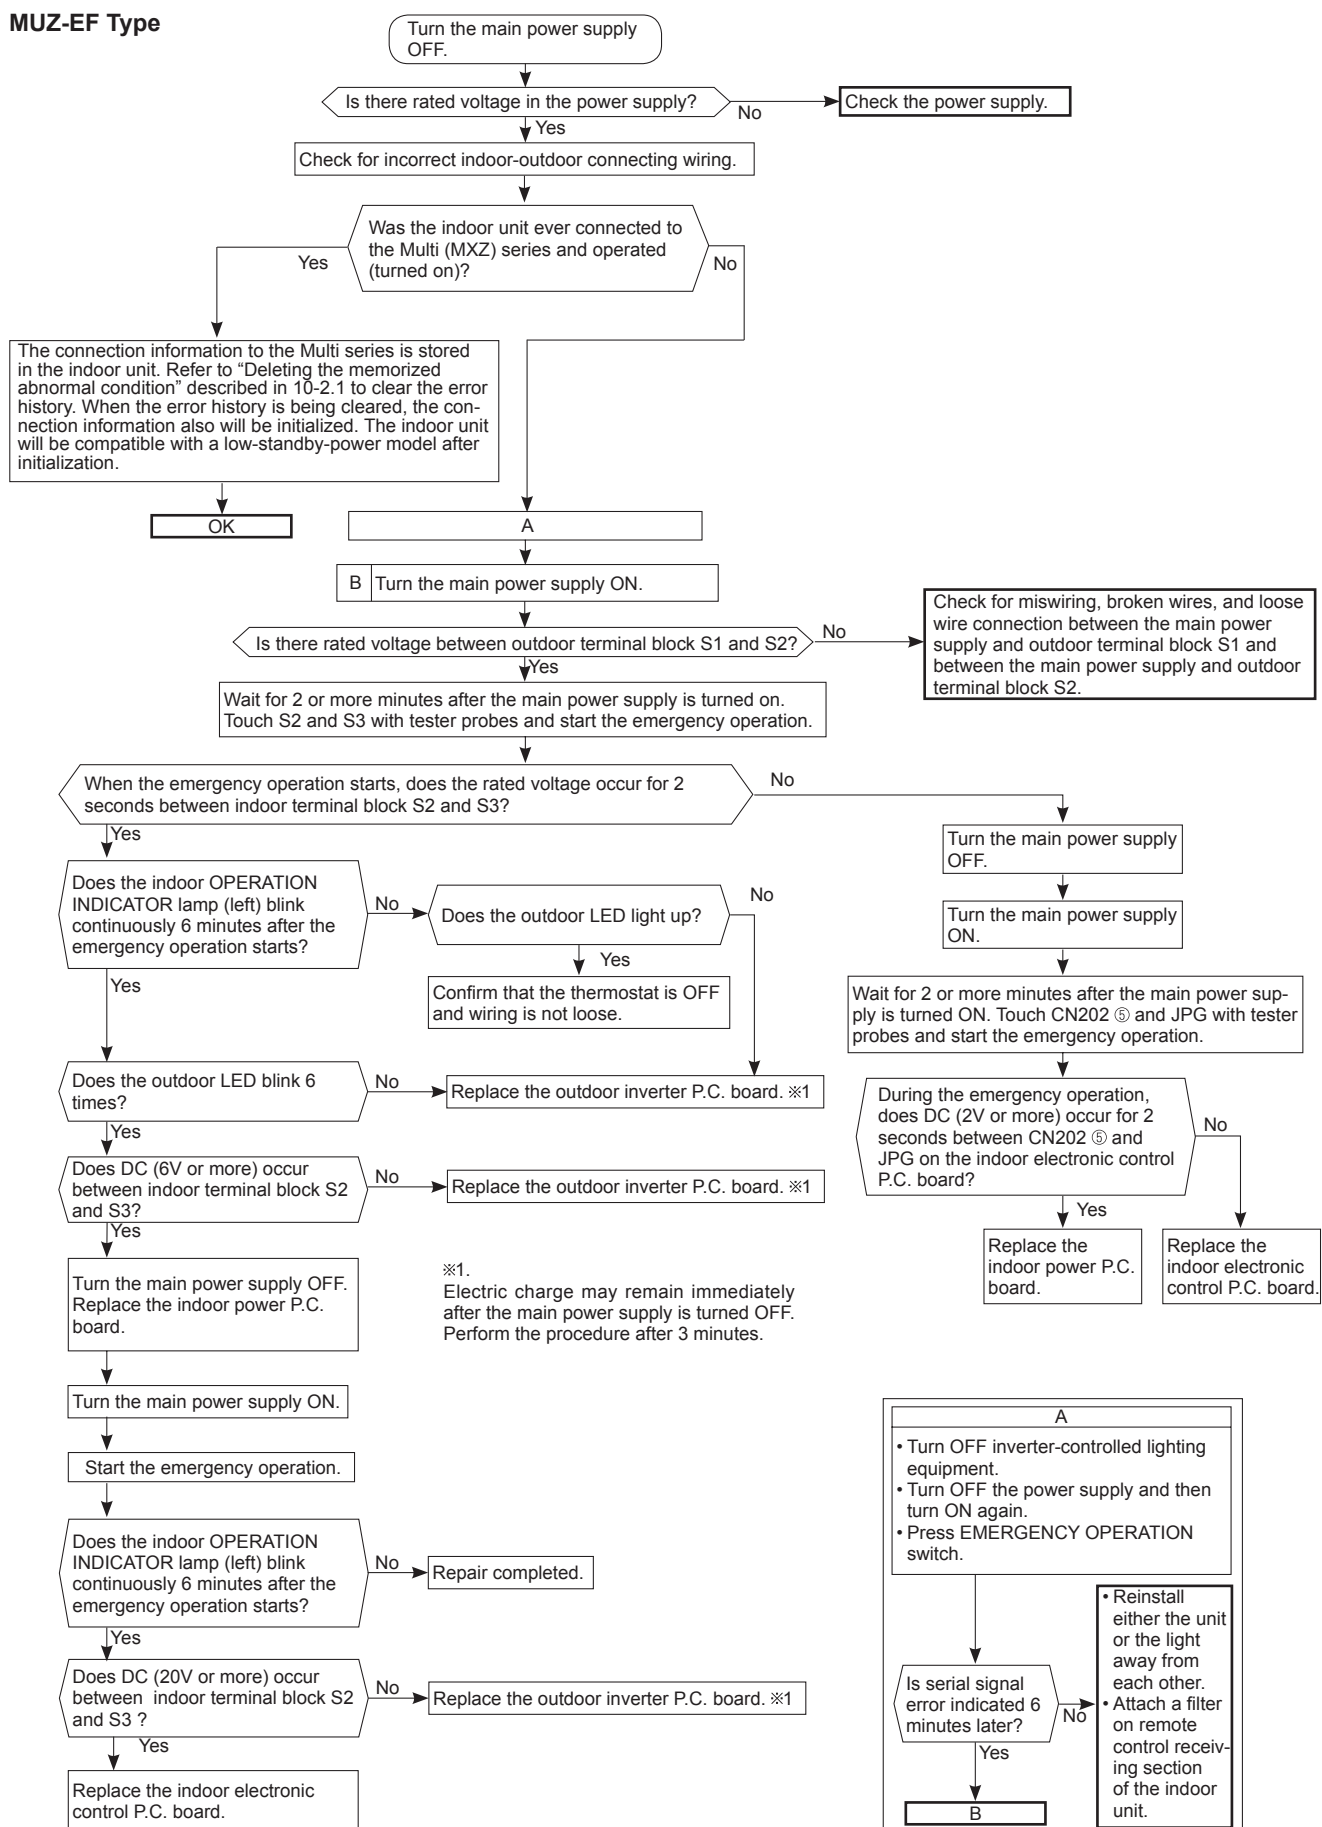 MUZ-EF Type
Turn the main power supply
OFF.
Is there rated voltage in the power supply?
No
Check the power supply.
Yes
Check for incorrect indoor-outdoor connecting wiring.
Was the indoor unit ever connected to
the Multi (MXZ) series and operated
(turned on)?
Yes
No
The connection information to the Multi series is stored
in the indoor unit. Refer to “Deleting the memorized
abnormal condition” described in 10-2.1 to clear the error
history. When the error history is being cleared, the con-
nection information also will be initialized. The indoor unit
will be compatible with a low-standby-power model after
initialization.
OK
A
B
Turn the main power supply ON.
Is there rated voltage between outdoor terminal block S1 and S2?
No
Check for miswiring, broken wires, and loose
wire connection between the main power
supply and outdoor terminal block S1 and
between the main power supply and outdoor
terminal block S2.
Yes
Wait for 2 or more minutes after the main power supply is turned on.
Touch S2 and S3 with tester probes and start the emergency operation.
When the emergency operation starts, does the rated voltage occur for 2
seconds between indoor terminal block S2 and S3?
No
Yes
Turn the main power supply
OFF.
Turn the main power supply
ON.
Wait for 2 or more minutes after the main power sup-
ply is turned ON. Touch CN202 ⑤ and JPG with tester
probes and start the emergency operation.
During the emergency operation,
does DC (2V or more) occur for 2
seconds between CN202 ⑤ and
JPG on the indoor electronic control
P.C. board?
No
Yes
Replace the
indoor power P.C.
board.
Replace the
indoor electronic
control P.C. board.
Does the indoor OPERATION
INDICATOR lamp (left) blink
continuously 6 minutes after the
emergency operation starts?
No
Does the outdoor LED light up?
No
Yes
Confirm that the thermostat is OFF
and wiring is not loose.
Yes
Does the outdoor LED blink 6
times?
No
Replace the outdoor inverter P.C. board. ※1
Yes
Does DC (6V or more) occur
between indoor terminal block S2
and S3?
No
Replace the outdoor inverter P.C. board. ※1
Yes
Turn the main power supply OFF.
Replace the indoor power P.C.
board.
※1.
Electric charge may remain immediately
after the main power supply is turned OFF.
Perform the procedure after 3 minutes.
Turn the main power supply ON.
Start the emergency operation.
Does the indoor OPERATION
INDICATOR lamp (left) blink
continuously 6 minutes after the
emergency operation starts?
No
Repair completed.
Yes
Does DC (20V or more) occur
between indoor terminal block S2
and S3 ?
No
Replace the outdoor inverter P.C. board. ※1
Yes
Replace the indoor electronic
control P.C. board.
A
• Turn OFF inverter-controlled lighting
equipment.
• Turn OFF the power supply and then
turn ON again.
• Press EMERGENCY OPERATION
switch.
Is serial signal
error indicated 6
minutes later?
No
• Reinstall
either the unit
or the light
away from
each other.
• Attach a filter
on remote
control receiv-
ing section
of the indoor
unit.
Yes
B